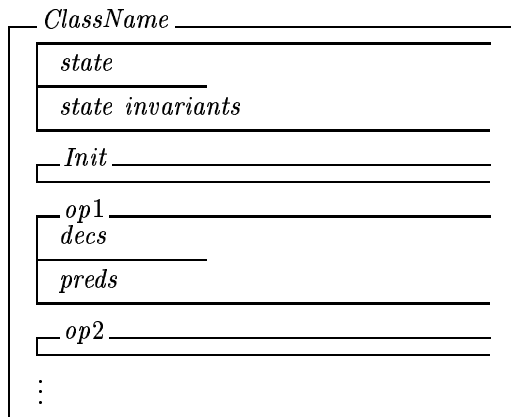 ClassName
state
state invariants
Init
op1
decs
preds
op2
⋮